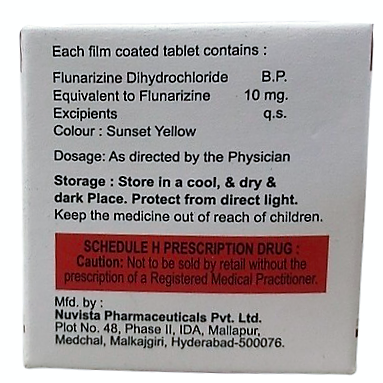 Each film coated tablet contains :
Flunarizine Dihydrochloride B.P.
Equivalent to Flunarizine 10 mg.
Excipients q.s.
Colour : Sunset Yellow
Dosage: As directed by the Physician
Storage : Store in a cool, & dry &
dark Place. Protect from direct light.
Keep the medicine out of reach of children.
SCHEDULE H PRESCRIPTION DRUG :
Caution: Not to be sold by retail without the
prescription of a Registered Medical Practitioner.
Mfd. by :
Nuvista Pharmaceuticals Pvt. Ltd.
Plot No. 48, Phase II, IDA, Mallapur,
Medchal, Malkajgiri, Hyderabad-500076.